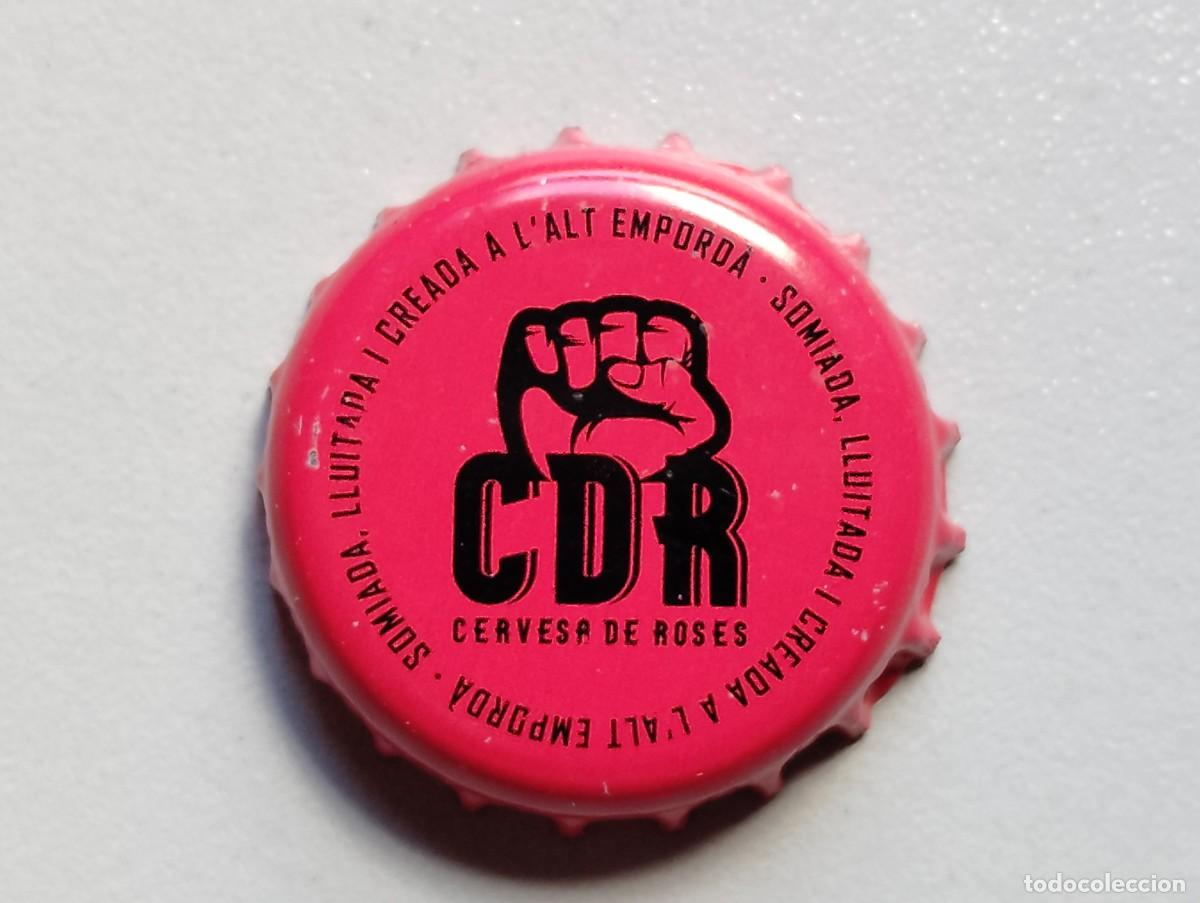 SOMIADA, LLUITADA I CREADA A L'ALT EMPORDÀ · SOMIADA, LLUITADA I CREADA A L'ALT EMPORDÀ ·
CDR
CERVESA DE ROSES
todocoleccion